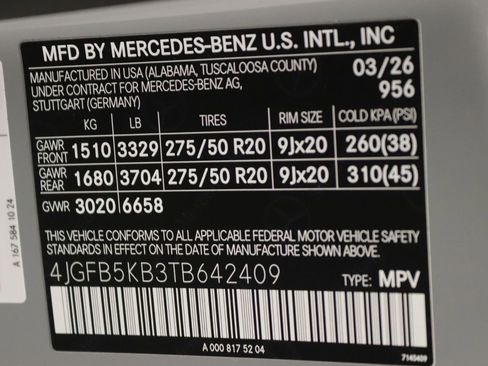 MFD BY MERCEDES-BENZ U.S. INTL., INC
MANUFACTURED IN USA (ALABAMA, TUSCALOOSA COUNTY)
UNDER CONTRACT FOR MERCEDES-BENZ AG,
STUTTGART (GERMANY)
03/26
956
KG LB TIRES RIM SIZE COLD KPA (PSI)
GAWR FRONT 1510 3329 275/50 R20 9Jx20 260(38)
GAWR REAR 1680 3704 275/50 R20 9Jx20 310(45)
GVWR 3020 6658
THIS VEHICLE CONFORMS TO ALL APPLICABLE FEDERAL MOTOR VEHICLE SAFETY
STANDARDS IN EFFECT ON THE DATE OF MANUFACTURE SHOWN ABOVE.
4JGFB5KB3TB642409 TYPE: MPV
A 000 817 52 04
7145409
A 167 584 10 24